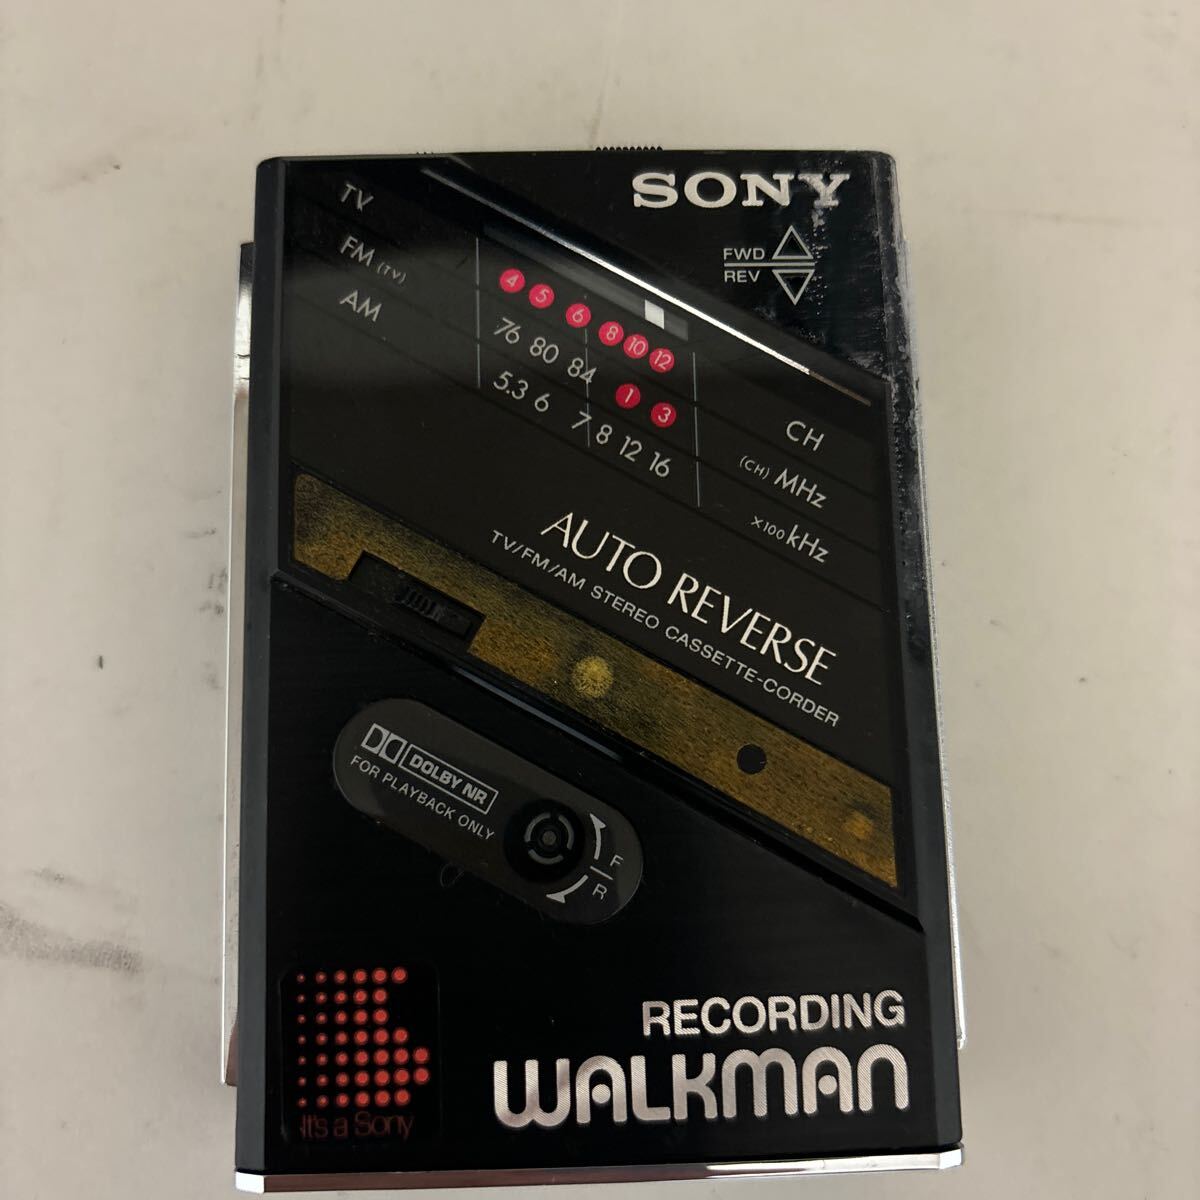 SONY
FWD
REV
TV
4 5 6 8 10 12
CH
FM (TV)
76 80 84 1 3
(CH) MHz
AM
5.3 6 7 8 12 16
x100 kHz
AUTO REVERSE
TV/FM/AM STEREO CASSETTE-CORDER
DOLBY NR
FOR PLAYBACK ONLY
F
R
It's a Sony
RECORDING
WALKMAN